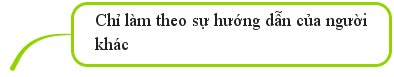 Chỉ làm theo sự hướng dẫn của người
khác